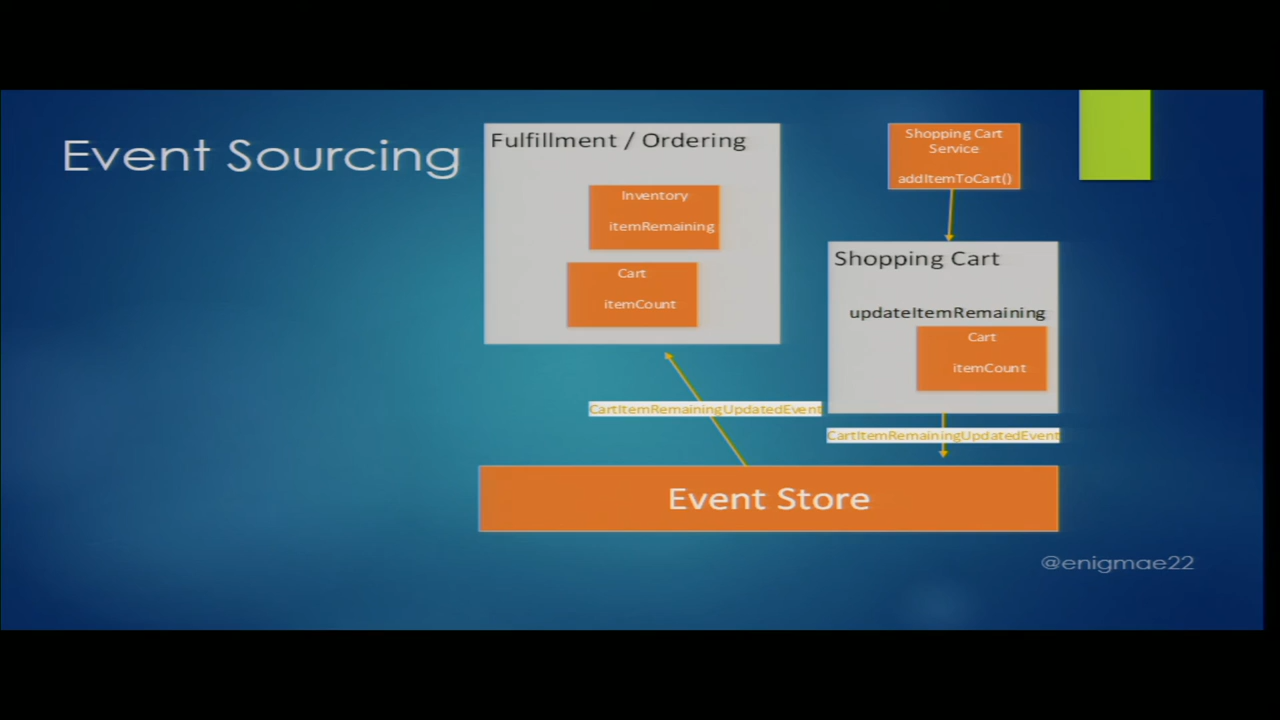 Event Sourcing
Fulfillment / Ordering
Inventory
itemRemaining
Cart
itemCount
Shopping Cart
Service
addItemToCart()
Shopping Cart
updateItemRemaining
Cart
itemCount
CartItemRemainingUpdatedEvent
CartItemRemainingUpdatedEvent
Event Store
@enigmae22